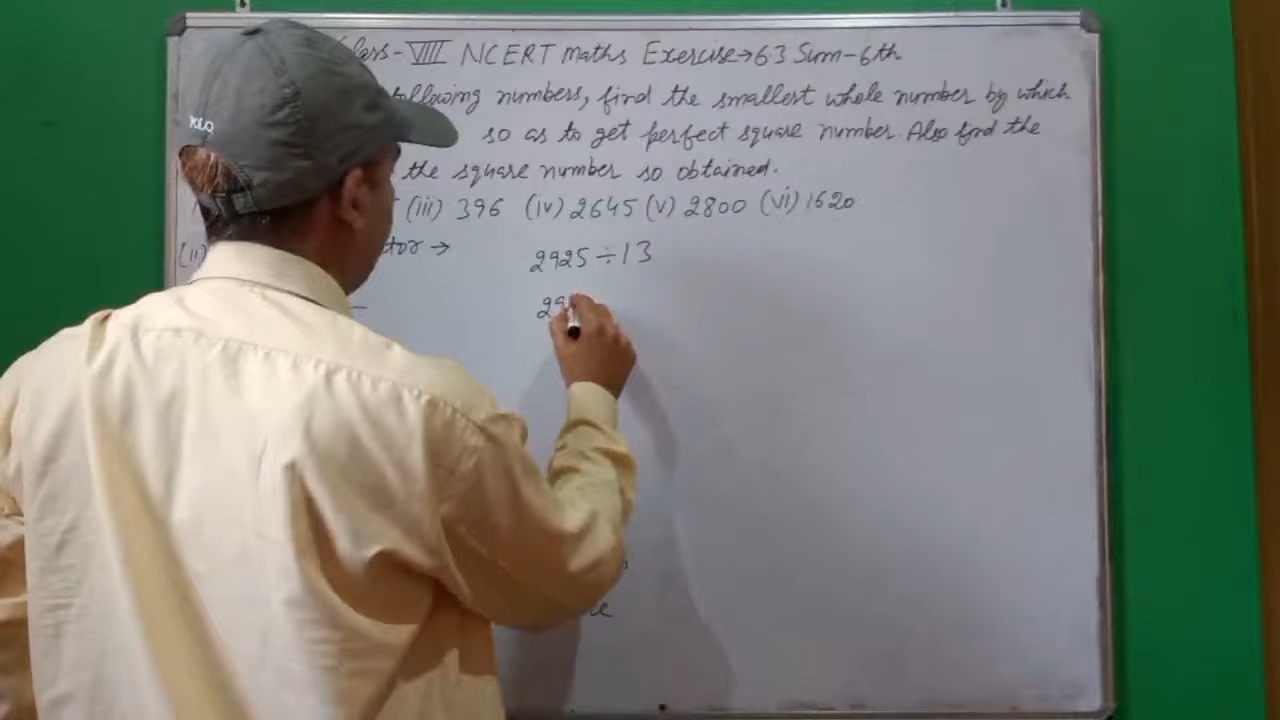 Class-VIII NCERT Maths Exercise→6.3 Sum-6th
following numbers, find the smallest whole number by which
so as to get perfect square number. Also find the
the square number so obtained.
(iii) 396 (iv) 2645 (v) 2800 (vi) 1620
(ii) →
2925 ÷ 13
29